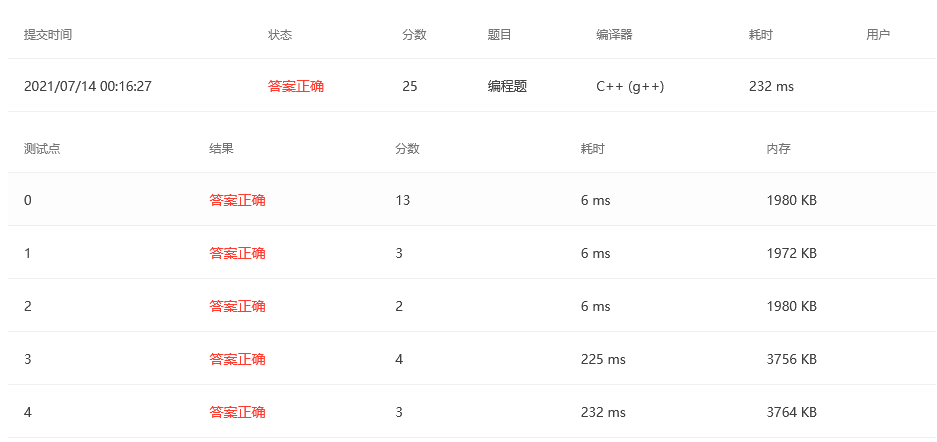 提交时间 状态 分数 题目 编译器 耗时 用户
2021/07/14 00:16:27 答案正确 25 编程题 C++ (g++) 232 ms
测试点 结果 分数 耗时 内存
0 答案正确 13 6 ms 1980 KB
1 答案正确 3 6 ms 1972 KB
2 答案正确 2 6 ms 1980 KB
3 答案正确 4 225 ms 3756 KB
4 答案正确 3 232 ms 3764 KB